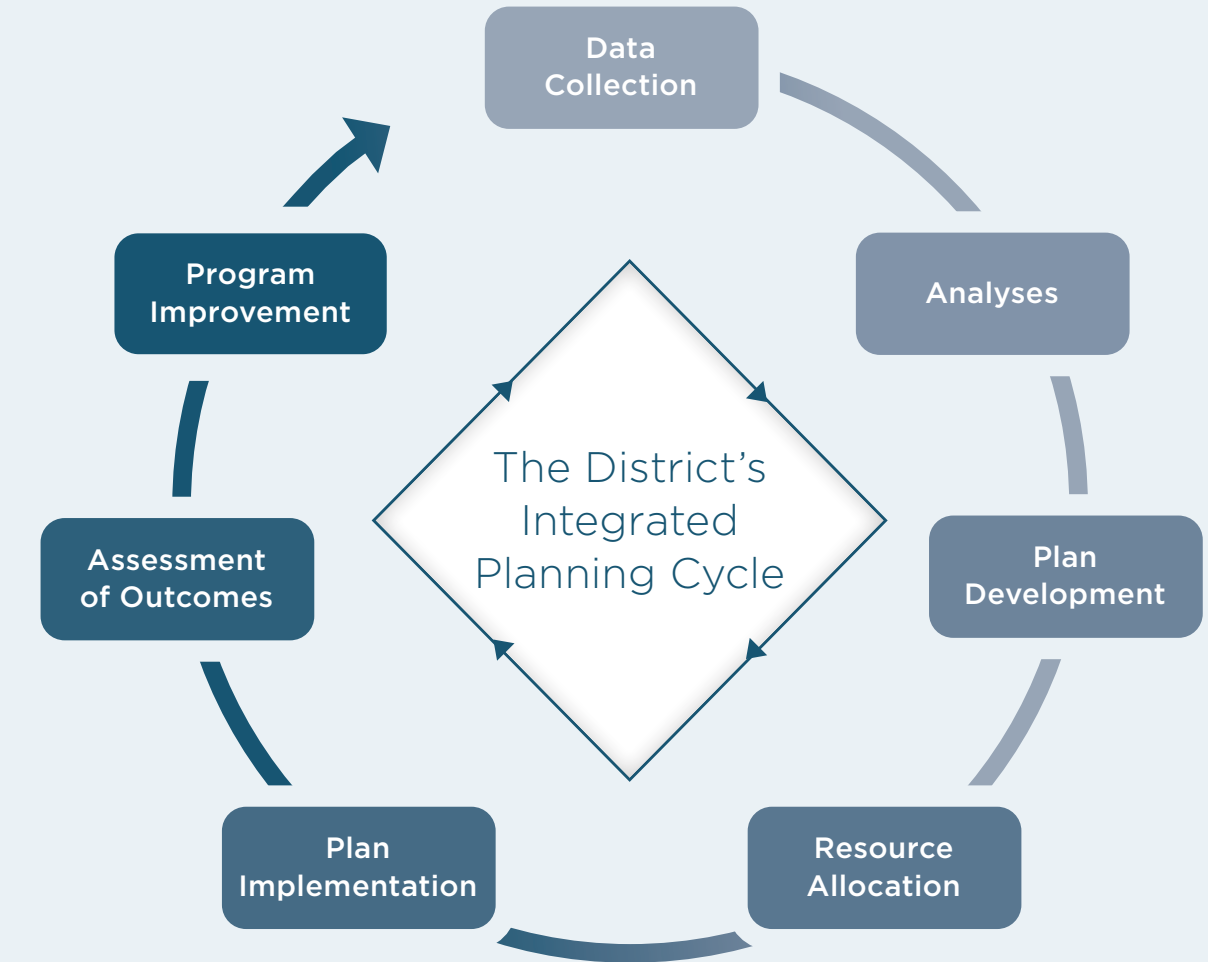 Data
Collection
Analyses
Plan
Development
Resource
Allocation
Plan
Implementation
Assessment
of Outcomes
Program
Improvement
The District’s
Integrated
Planning Cycle